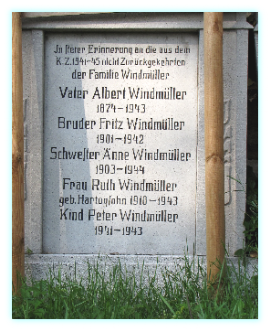 In stäter Erinnerung an die aus dem
K.Z. 1941-45 nicht Zurückgekehrten
der Familie Windmüller
Vater Albert Windmüller
1874-1943
Bruder Fritz Windmüller
1901-1942
Schwester Änne Windmüller
1903-1944
Frau Ruth Windmüller
geb. Hartogsohn 1910-1943
Kind Peter Windmüller
1941-1943